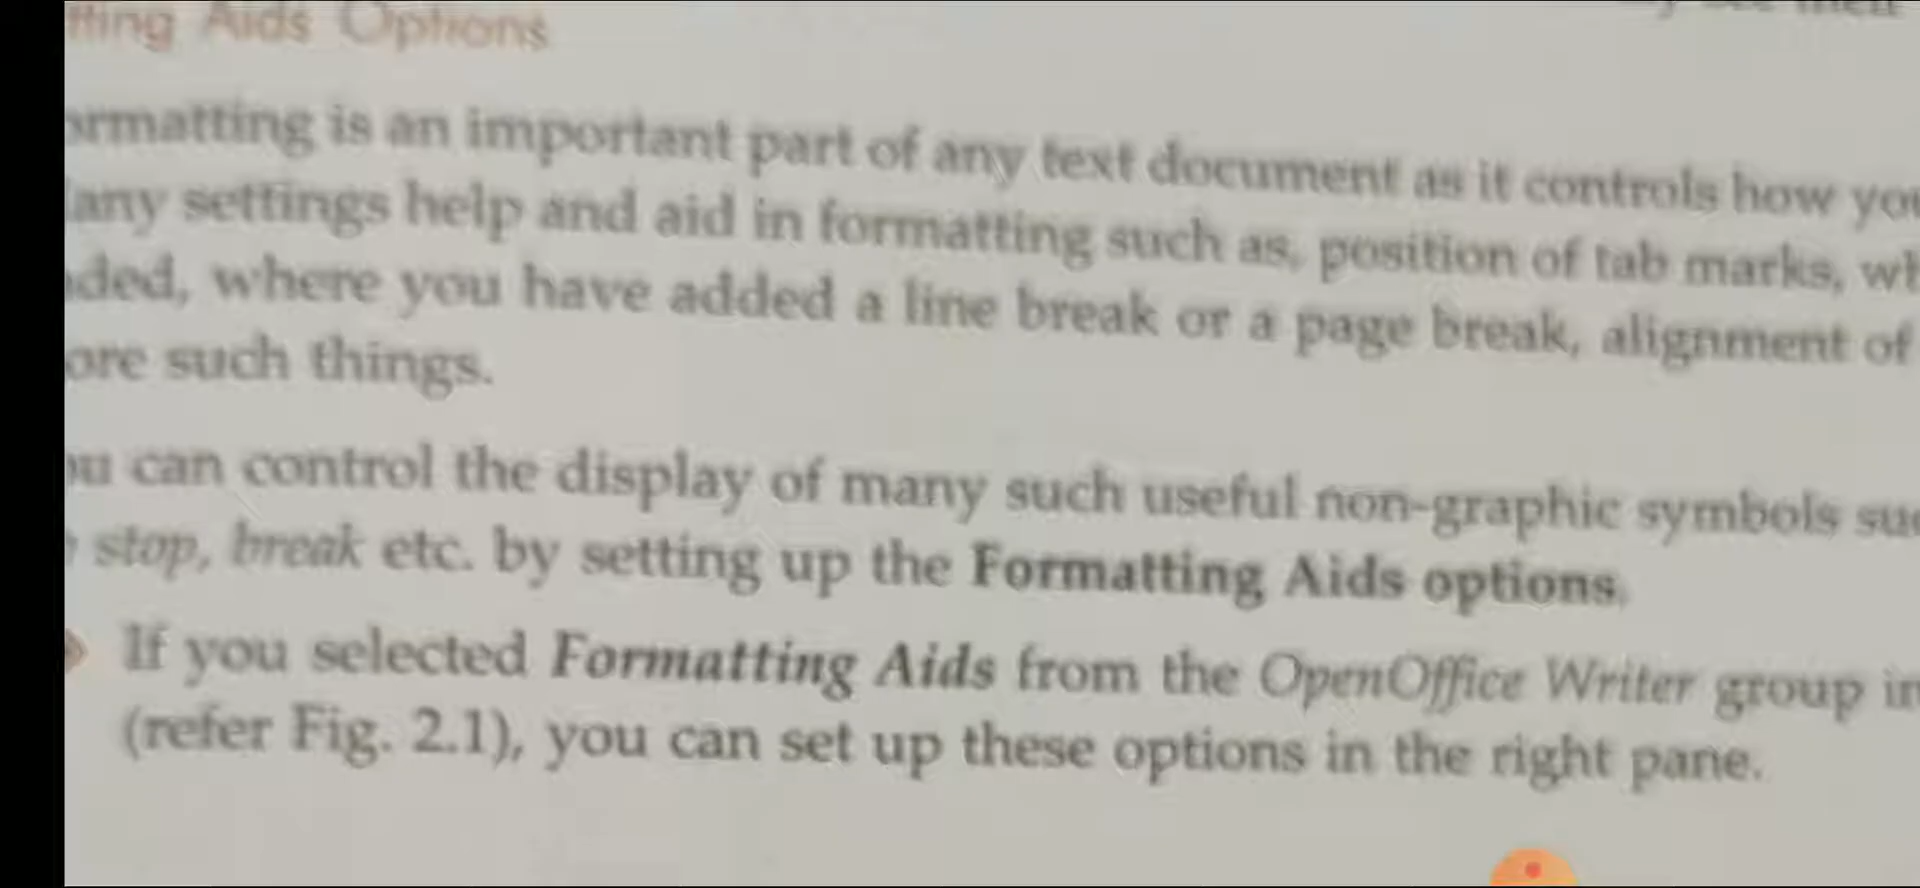 tting Aids Options
ormatting is an important part of any text document as it controls how you
any settings help and aid in formatting such as, position of tab marks, wh
ded, where you have added a line break or a page break, alignment of
ore such things.
ou can control the display of many such useful non-graphic symbols suc
stop, break etc. by setting up the Formatting Aids options.
If you selected Formatting Aids from the OpenOffice Writer group in
(refer Fig. 2.1), you can set up these options in the right pane.